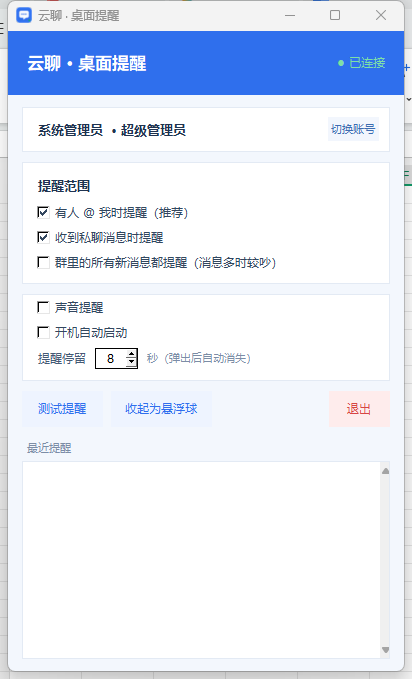 云聊 · 桌面提醒
云聊 · 桌面提醒
● 已连接
系统管理员 · 超级管理员
切换账号
提醒范围
有人 @ 我时提醒（推荐）
收到私聊消息时提醒
群里的所有新消息都提醒（消息多时较吵）
声音提醒
开机自动启动
提醒停留 8 秒（弹出后自动消失）
测试提醒
收起为悬浮球
退出
最近提醒